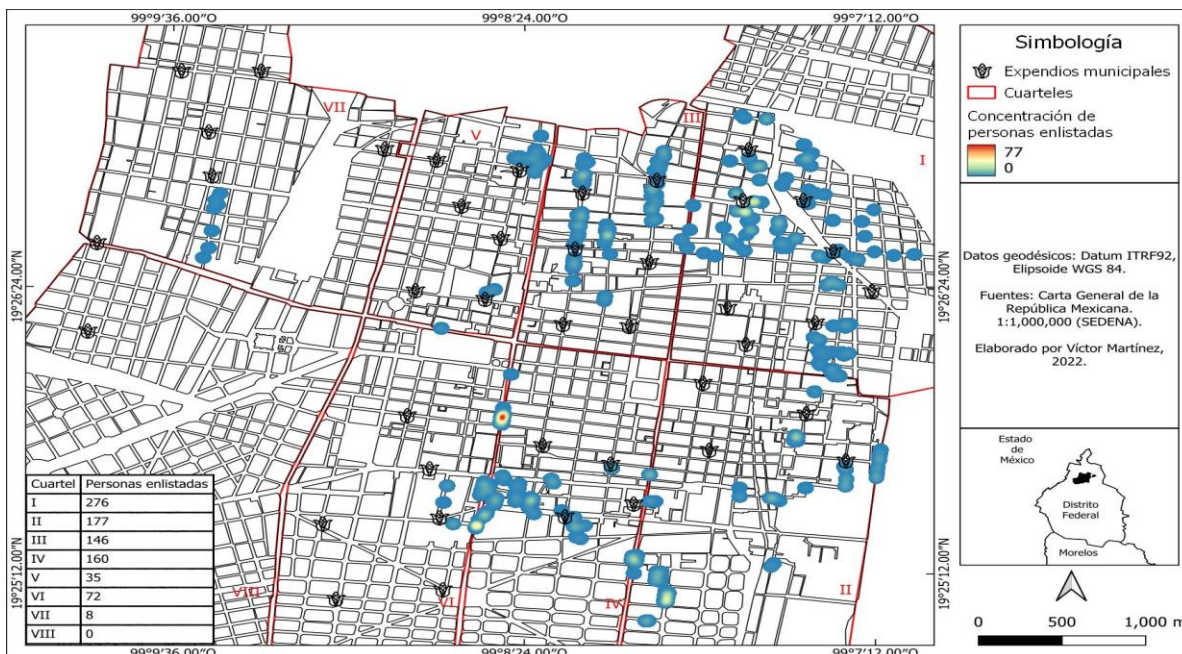 99°9'36.00"O
99°8'24.00"O
99°7'12.00"O
19°26'24.00"N
19°25'12.00"N
VII
V
III
I
VIII
VI
IV
II
Cuartel Personas enlistadas
I 276
II 177
III 146
IV 160
V 35
VI 72
VII 8
VIII 0
99°9'36.00"O
99°8'24.00"O
99°7'12.00"O
19°26'24.00"N
19°25'12.00"N
Simbología
Expendios municipales
Cuarteles
Concentración de
personas enlistadas
77
0
Datos geodésicos: Datum ITRF92,
Elipsoide WGS 84.
Fuentes: Carta General de la
República Mexicana.
1:1,000,000 (SEDENA).
Elaborado por Víctor Martínez,
2022.
Estado
de
México
Distrito
Federal
Morelos
0 500 1,000 m